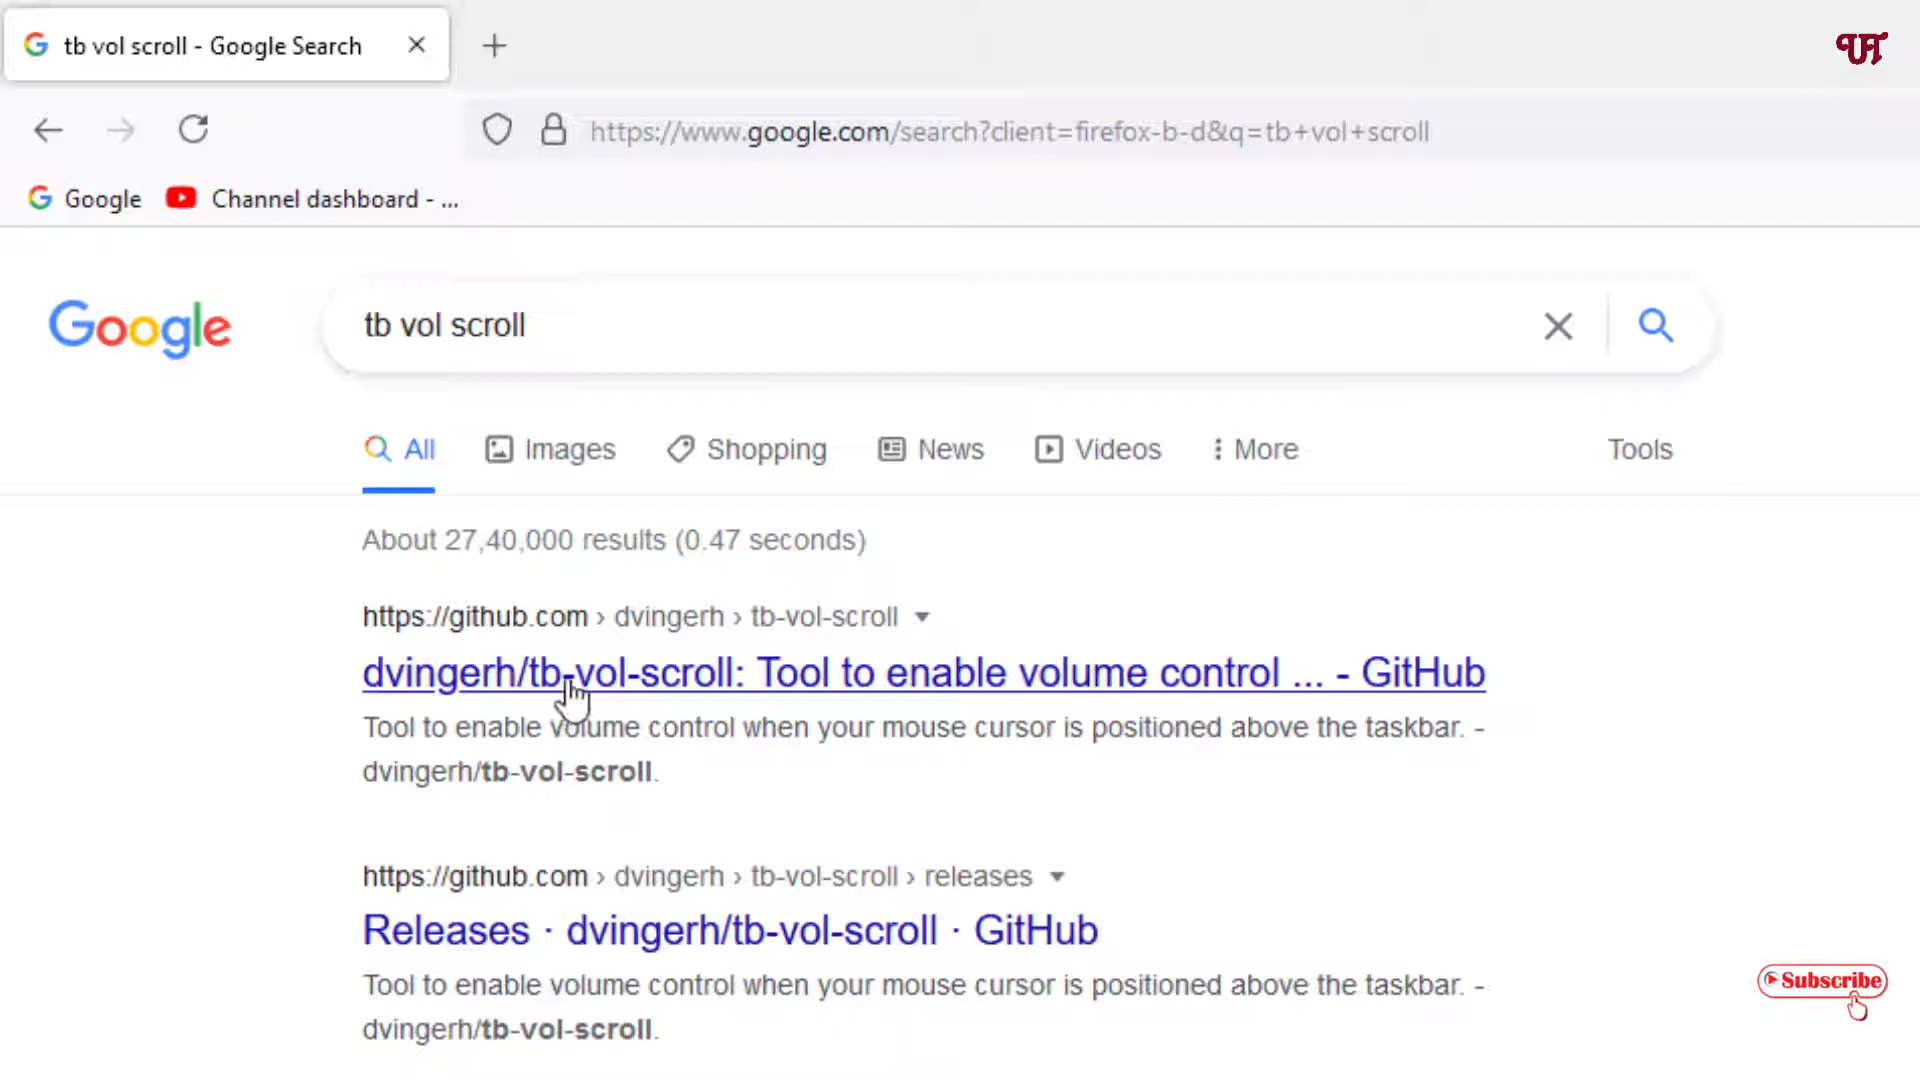 tb vol scroll - Google Search
UT
https://www.google.com/search?client=firefox-b-d&q=tb+vol+scroll
Google
Channel dashboard - ...
Google
tb vol scroll
All
Images
Shopping
News
Videos
More
Tools
About 27,40,000 results (0.47 seconds)
https://github.com › dvingerh › tb-vol-scroll
dvingerh/tb-vol-scroll: Tool to enable volume control ... - GitHub
Tool to enable volume control when your mouse cursor is positioned above the taskbar. -
dvingerh/tb-vol-scroll.
https://github.com › dvingerh › tb-vol-scroll › releases
Releases · dvingerh/tb-vol-scroll · GitHub
Tool to enable volume control when your mouse cursor is positioned above the taskbar. -
dvingerh/tb-vol-scroll.
Subscribe